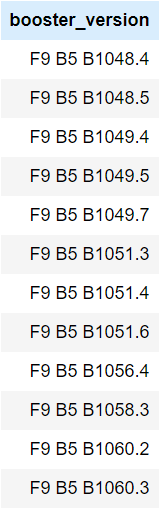 booster_version
F9 B5 B1048.4
F9 B5 B1048.5
F9 B5 B1049.4
F9 B5 B1049.5
F9 B5 B1049.7
F9 B5 B1051.3
F9 B5 B1051.4
F9 B5 B1051.6
F9 B5 B1056.4
F9 B5 B1058.3
F9 B5 B1060.2
F9 B5 B1060.3